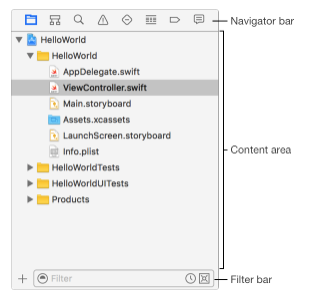 Navigator bar
HelloWorld
HelloWorld
AppDelegate.swift
ViewController.swift
Main.storyboard
Assets.xcassets
LaunchScreen.storyboard
Content area
Info.plist
HelloWorldTests
HelloWorldUITests
Products
Filter
Filter bar